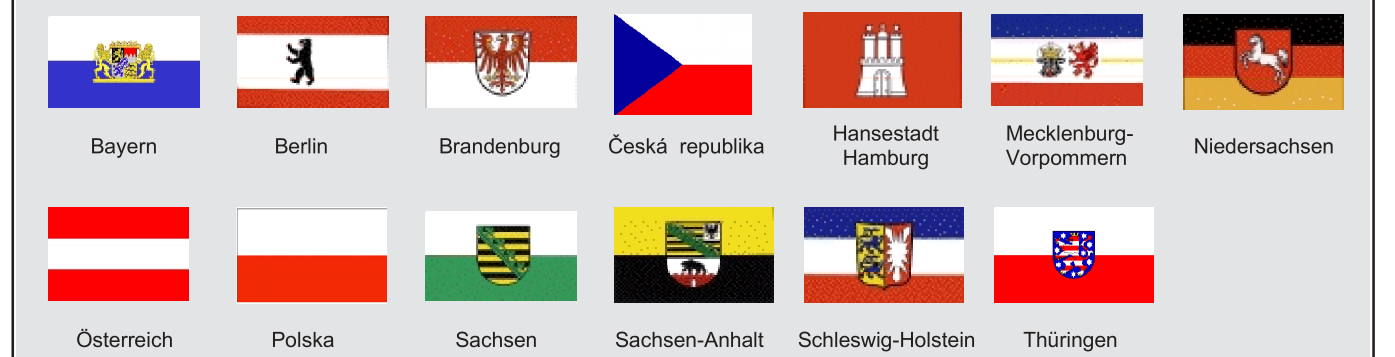 Bayern
Berlin
Brandenburg
Česká republika
Hansestadt
Hamburg
Mecklenburg-
Vorpommern
Niedersachsen
Österreich
Polska
Sachsen
Sachsen-Anhalt
Schleswig-Holstein
Thüringen